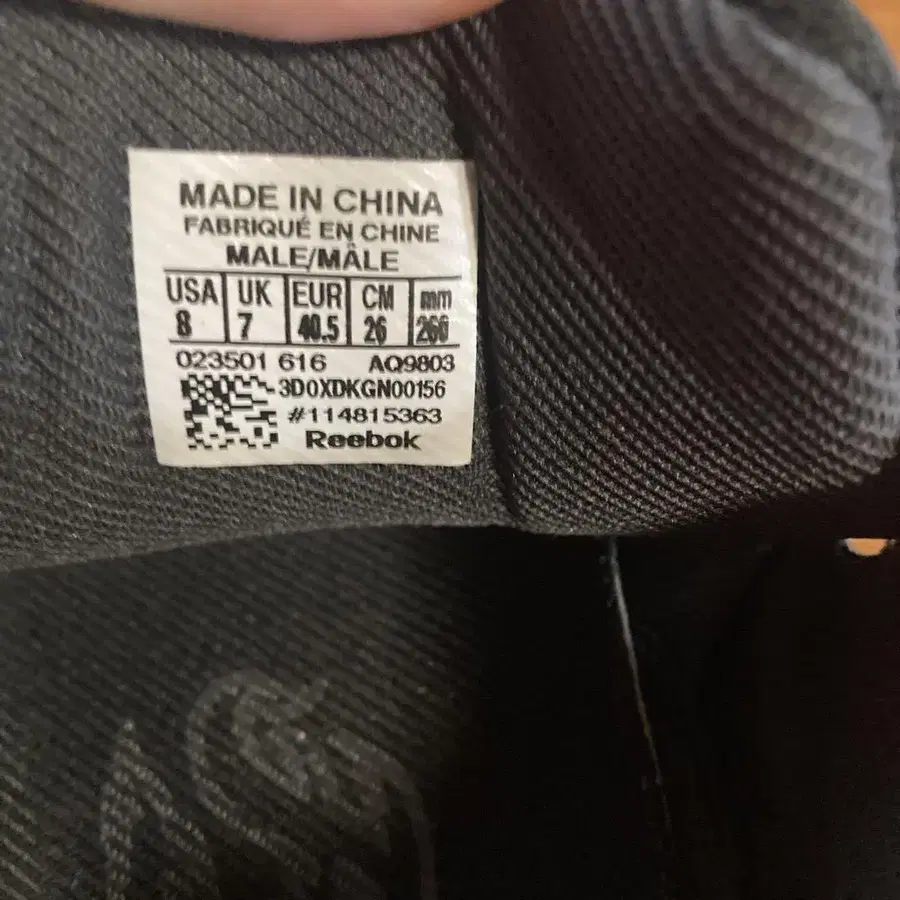 MADE IN CHINA
FABRIQUÉ EN CHINE
MALE/MÂLE
USA UK EUR CM mm
8 7 40.5 26 260
023501 616 AQ9803
3D0XDKGN00156
#114815363
Reebok